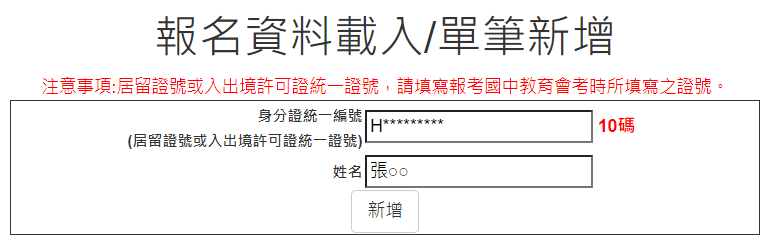 報名資料載入/單筆新增
注意事項:居留證號或入出境許可證統一證號，請填寫報考國中教育會考時所填寫之證號。
身分證統一編號
(居留證號或入出境許可證統一證號)
H********* 10碼
姓名 張○○
新增